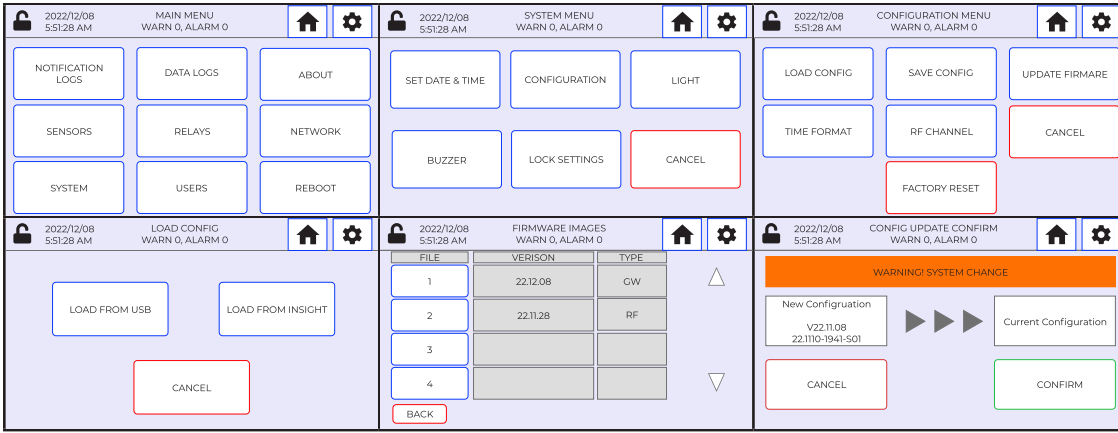 2022/12/08
5:51:28 AM
MAIN MENU
WARN 0, ALARM 0
NOTIFICATION
LOGS
DATA LOGS
ABOUT
SENSORS
RELAYS
NETWORK
SYSTEM
USERS
REBOOT
2022/12/08
5:51:28 AM
SYSTEM MENU
WARN 0, ALARM 0
SET DATE & TIME
CONFIGURATION
LIGHT
BUZZER
LOCK SETTINGS
CANCEL
2022/12/08
5:51:28 AM
CONFIGURATION MENU
WARN 0, ALARM 0
LOAD CONFIG
SAVE CONFIG
UPDATE FIRMARE
TIME FORMAT
RF CHANNEL
CANCEL
FACTORY RESET
2022/12/08
5:51:28 AM
LOAD CONFIG
WARN 0, ALARM 0
LOAD FROM USB
LOAD FROM INSIGHT
CANCEL
2022/12/08
5:51:28 AM
FIRMWARE IMAGES
WARN 0, ALARM 0
FILE VERISON TYPE
1 22.12.08 GW
2 22.11.28 RF
3
4
BACK
2022/12/08
5:51:28 AM
CONFIG UPDATE CONFIRM
WARN 0, ALARM 0
WARNING! SYSTEM CHANGE
New Configruation
V22.11.08
22.1110-1941-S01
Current Configuration
CANCEL
CONFIRM